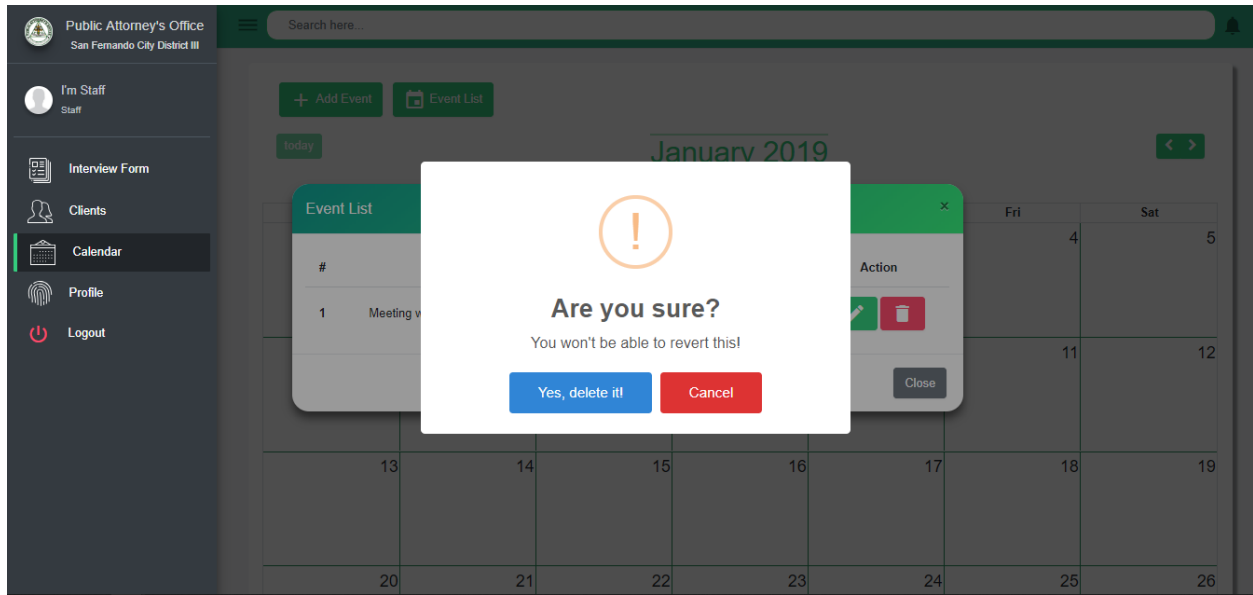 Public Attorney's Office
San Fernando City District III
Search here...
I'm Staff
Staff
Interview Form
Clients
Calendar
Profile
Logout
+ Add Event
Event List
today
January 2019
< >
Fri Sat
Event List ×
# Action
1 Meeting
Close
!
Are you sure?
You won't be able to revert this!
Yes, delete it! Cancel
4 5
11 12
13 14 15 16 17 18 19
20 21 22 23 24 25 26